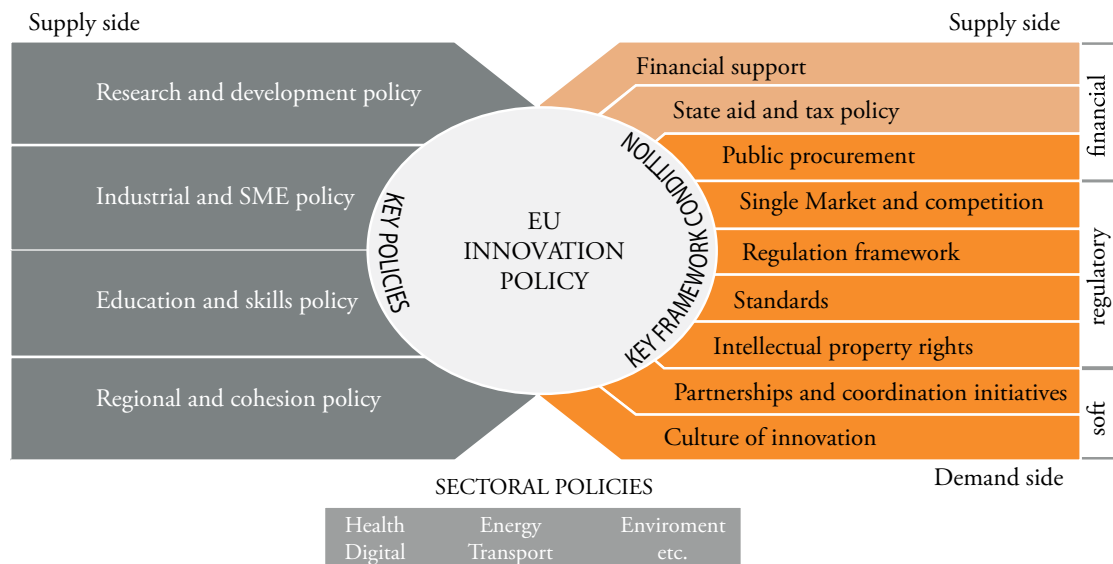 Supply side
Supply side
Research and development policy
Industrial and SME policy
Education and skills policy
Regional and cohesion policy
KEY POLICIES
EU
INNOVATION
POLICY
KEY FRAMEWORK CONDITTION
Financial support
State aid and tax policy
Public procurement
Single Market and competition
Regulation framework
Standards
Intellectual property rights
Partnerships and coordination initiatives
Culture of innovation
financial
regulatory
soft
Demand side
SECTORAL POLICIES
Health Energy Enviroment
Digital Transport etc.